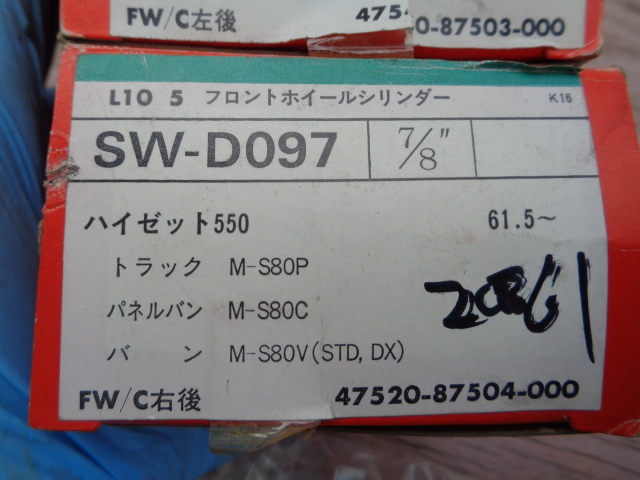 FW/C左後 4752 0-87503-000
L10 5 フロントホイールシリンダー K16
SW-D097 7/8"
ハイゼット550 61.5~
トラック M-S80P
パネルバン M-S80C
バン M-S80V(STD, DX)
FW/C右後 47520-87504-000